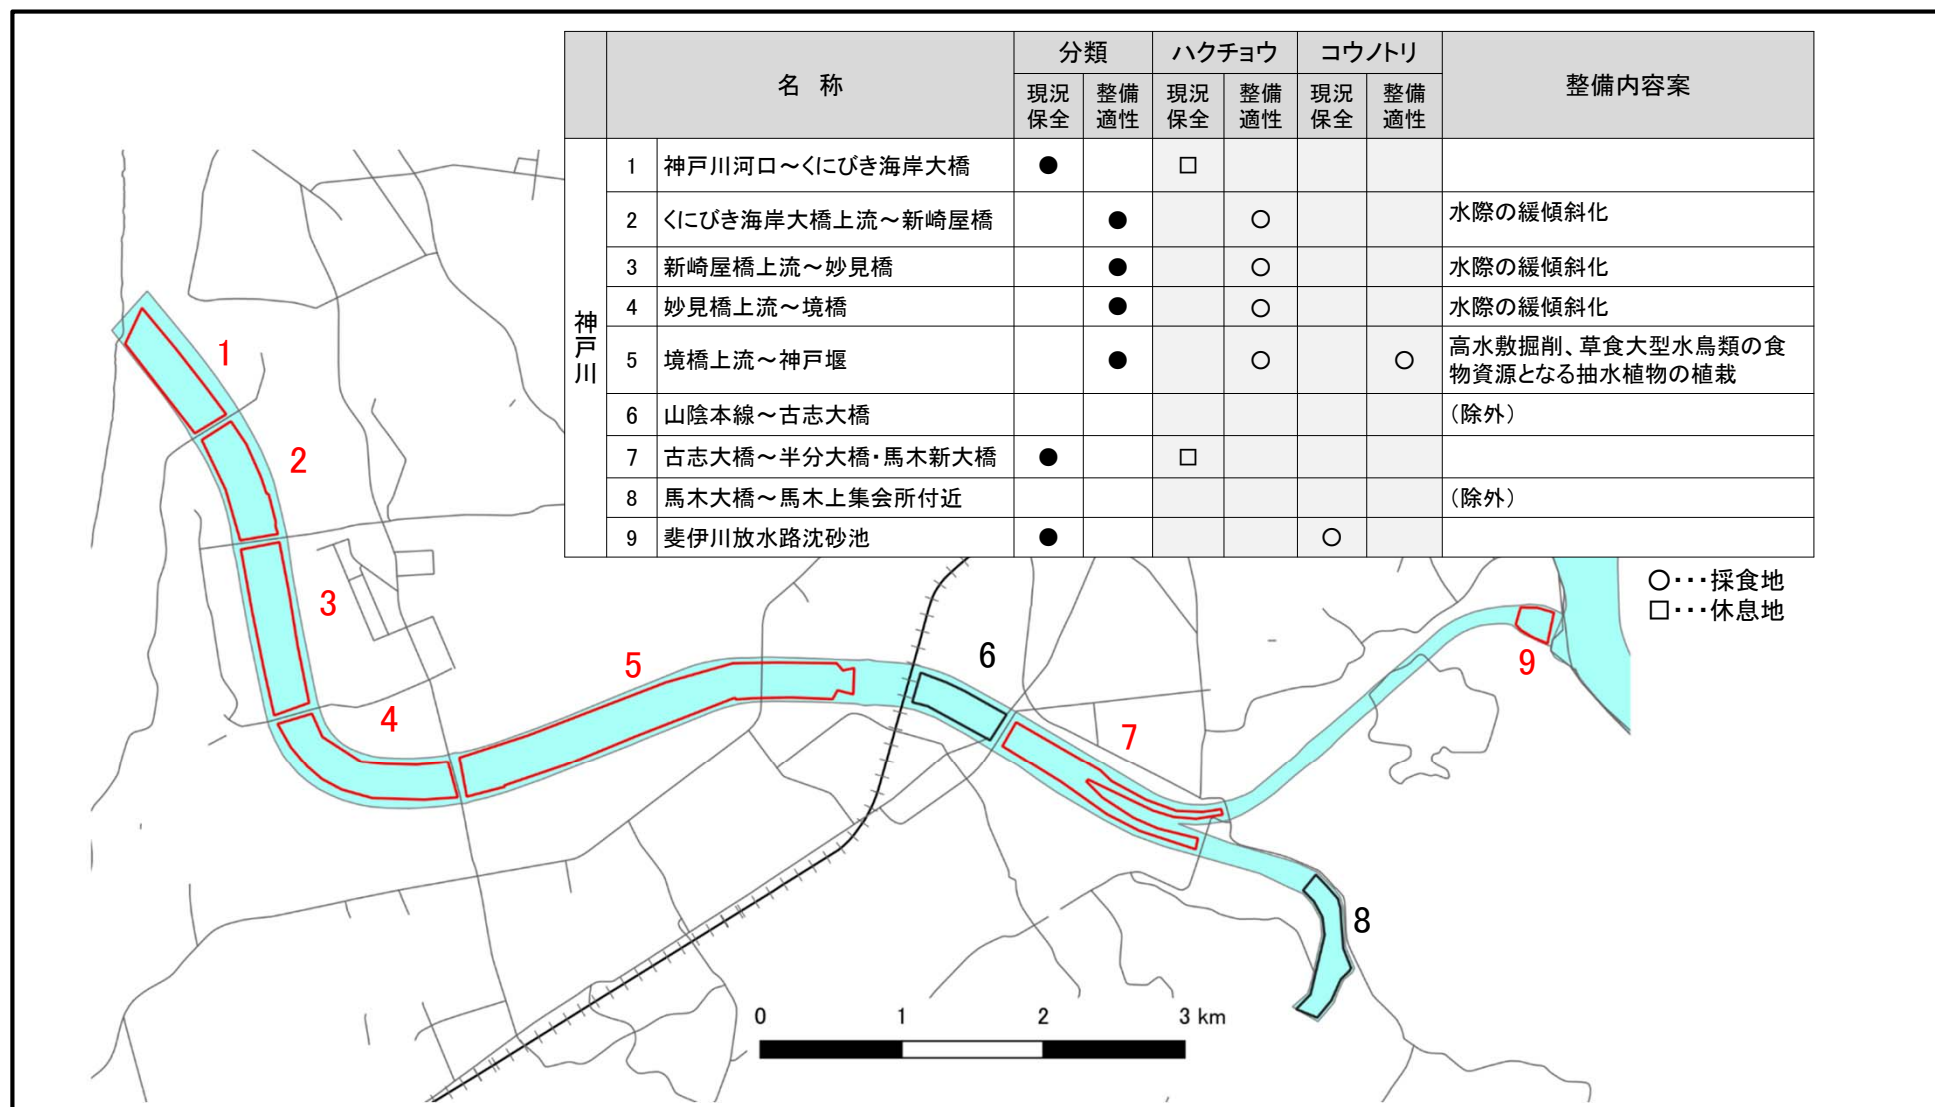 名 称 分類 ハクチョウ コウノトリ 整備内容案
現況保全 整備適性 現況保全 整備適性 現況保全 整備適性
神戸川
1 神戸川河口～くにびき海岸大橋 ● □
2 くにびき海岸大橋上流～新崎屋橋 ● ○ 水際の緩傾斜化
3 新崎屋橋上流～妙見橋 ● ○ 水際の緩傾斜化
4 妙見橋上流～境橋 ● ○ 水際の緩傾斜化
5 境橋上流～神戸堰 ● ○ ○ 高水敷掘削、草食大型水鳥類の食
物資源となる抽水植物の植栽
6 山陰本線～古志大橋 （除外）
7 古志大橋～半分大橋・馬木新大橋 ● □
8 馬木大橋～馬木上集会所付近 （除外）
9 斐伊川放水路沈砂池 ● ○
○・・・採食地
□・・・休息地
1
2
3
4
5
6
7
8
9
0 1 2 3 km